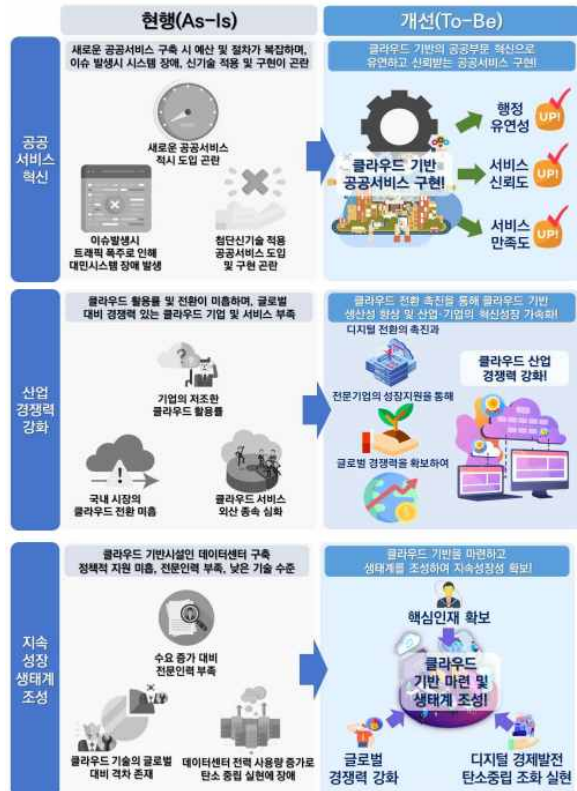 현행(As-Is)
개선(To-Be)
공공
서비스
혁신
새로운 공공서비스 구축 시 예산 및 절차가 복잡하며,
이슈 발생시 시스템 장애, 신기술 적용 및 구현이 곤란
새로운 공공서비스
적시 도입 곤란
이슈발생시
트래픽 폭주로 인해
대민시스템 장애 발생
첨단신기술 적용
공공서비스 도입
및 구현 곤란
클라우드 기반의 공공부문 혁신으로
유연하고 신뢰받는 공공서비스 구현!
클라우드 기반
공공서비스 구현!
행정
유연성
UP!
서비스
신뢰도
UP!
서비스
만족도
UP!
산업
경쟁력
강화
클라우드 활용률 및 전환이 미흡하며, 글로벌
대비 경쟁력 있는 클라우드 기업 및 서비스 부족
기업의 저조한
클라우드 활용률
국내 시장의
클라우드 전환 미흡
클라우드 서비스
외산 종속 심화
클라우드 전환 촉진을 통해 클라우드 기반
생산성 향상 및 산업·기업의 혁신성장 가속화!
디지털 전환의 촉진과
전문기업의 성장지원을 통해
글로벌 경쟁력을 확보하여
클라우드 산업
경쟁력 강화!
지속
성장
생태계
조성
클라우드 기반시설인 데이터센터 구축
정책적 지원 미흡, 전문인력 부족, 낮은 기술 수준
수요 증가 대비
전문인력 부족
클라우드 기술의 글로벌
대비 격차 존재
데이터센터 전력 사용량 증가로
탄소 중립 실현에 장애
클라우드 기반을 마련하고
생태계를 조성하여 지속성장성 확보!
핵심인재 확보
클라우드
기반 마련 및
생태계 조성!
글로벌
경쟁력 강화
디지털 경제발전
탄소중립 조화 실현